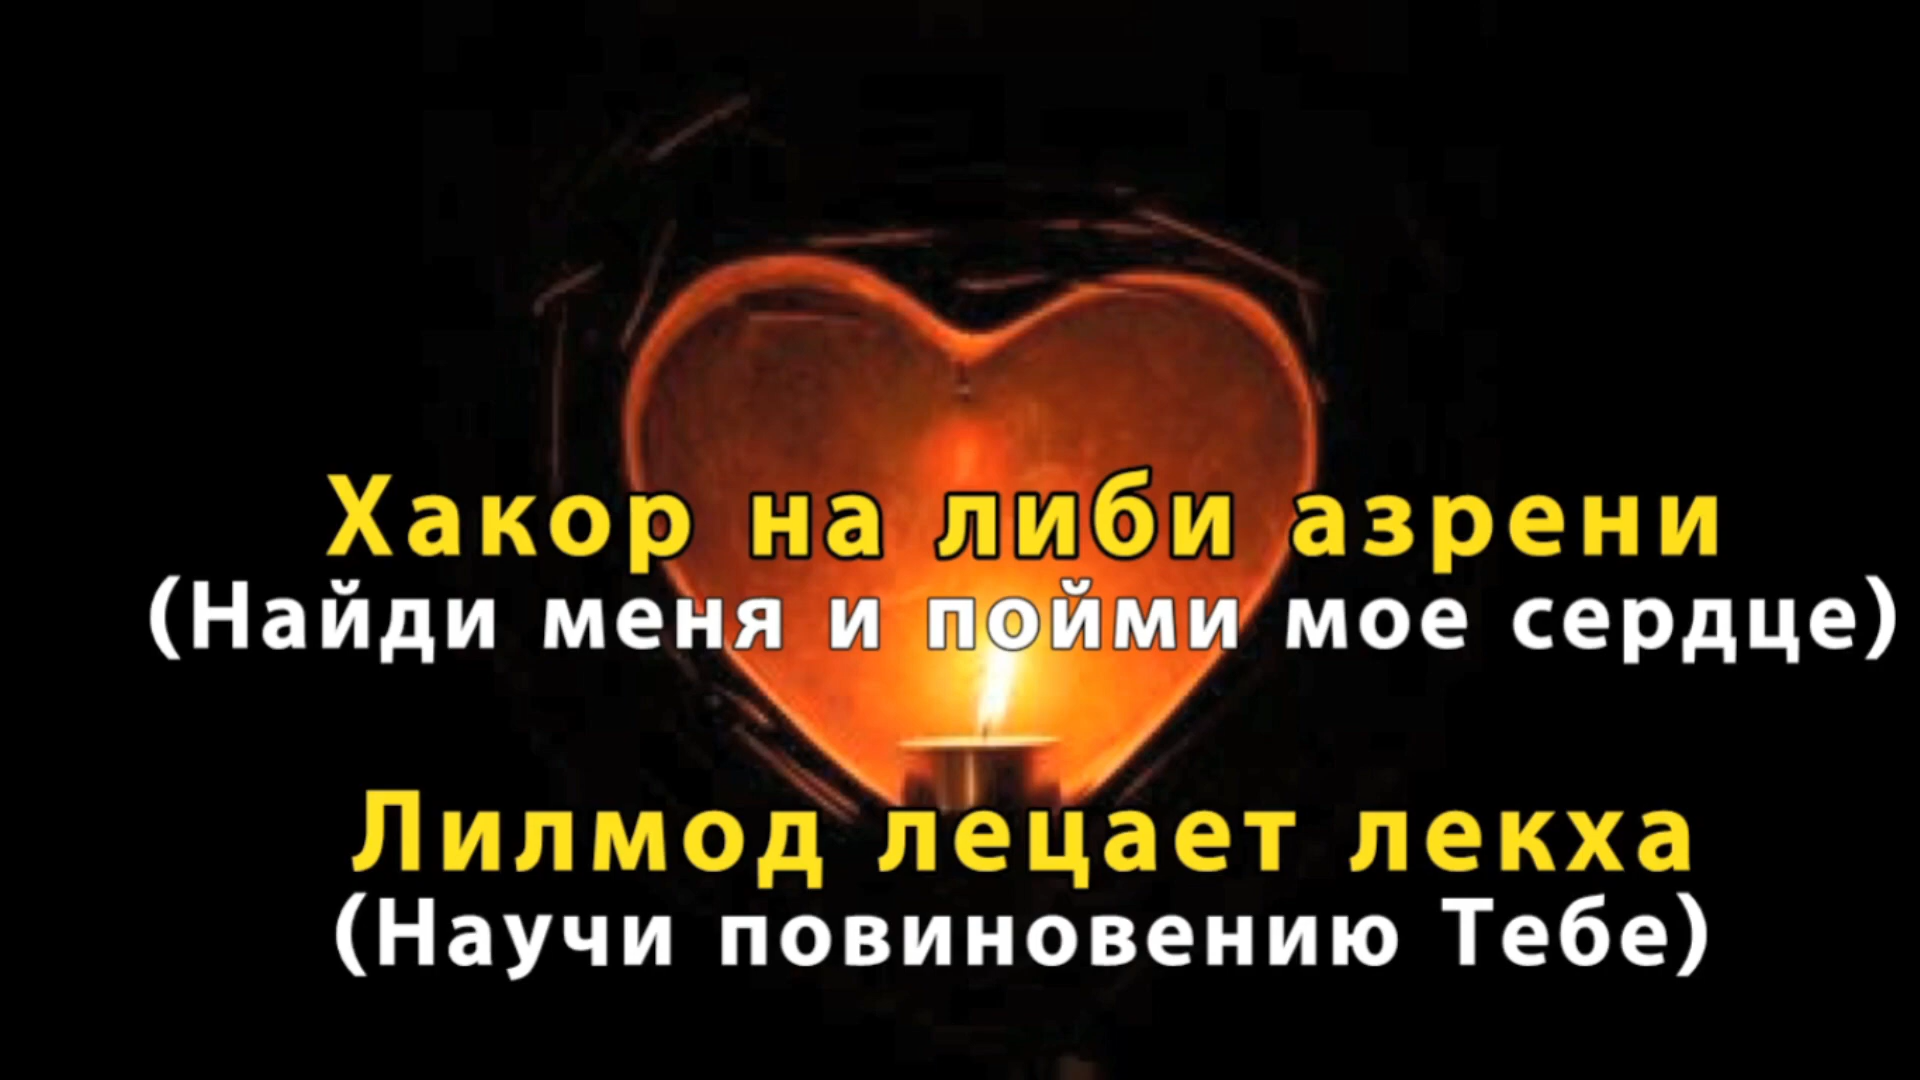 Хакор на либи азрени
(Найди меня и пойми мое сердце)
Лилмод лецает лекха
(Научи повиновению Тебе)